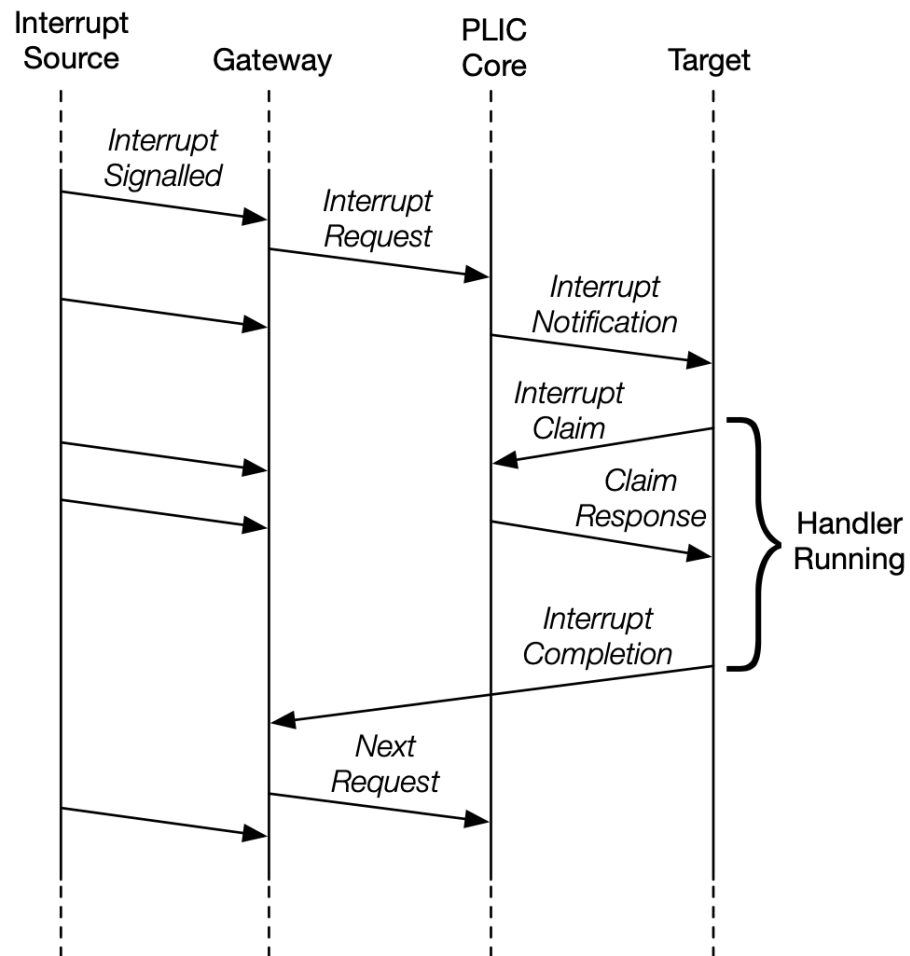 Interrupt
Source
Gateway
PLIC
Core
Target
Interrupt
Signalled
Interrupt
Request
Interrupt
Notification
Interrupt
Claim
Claim
Response
Handler
Running
Interrupt
Completion
Next
Request